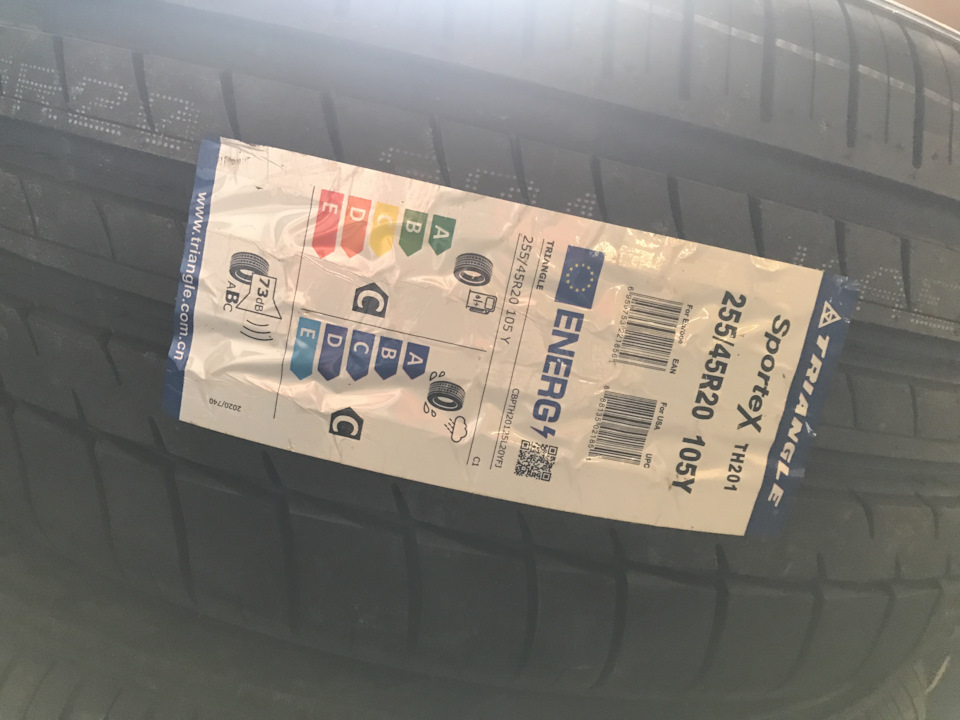 TRIANGLE
SporteX TH201
255/45R20 105Y
For Europe EAN
For USA UPC
ENERG
TRIANGLE
255/45R20 105 Y
C1
A
B
C
D
E
C
A
B
C
D
E
C
73dB
ABC
2020/740
www.triangle.com.cn